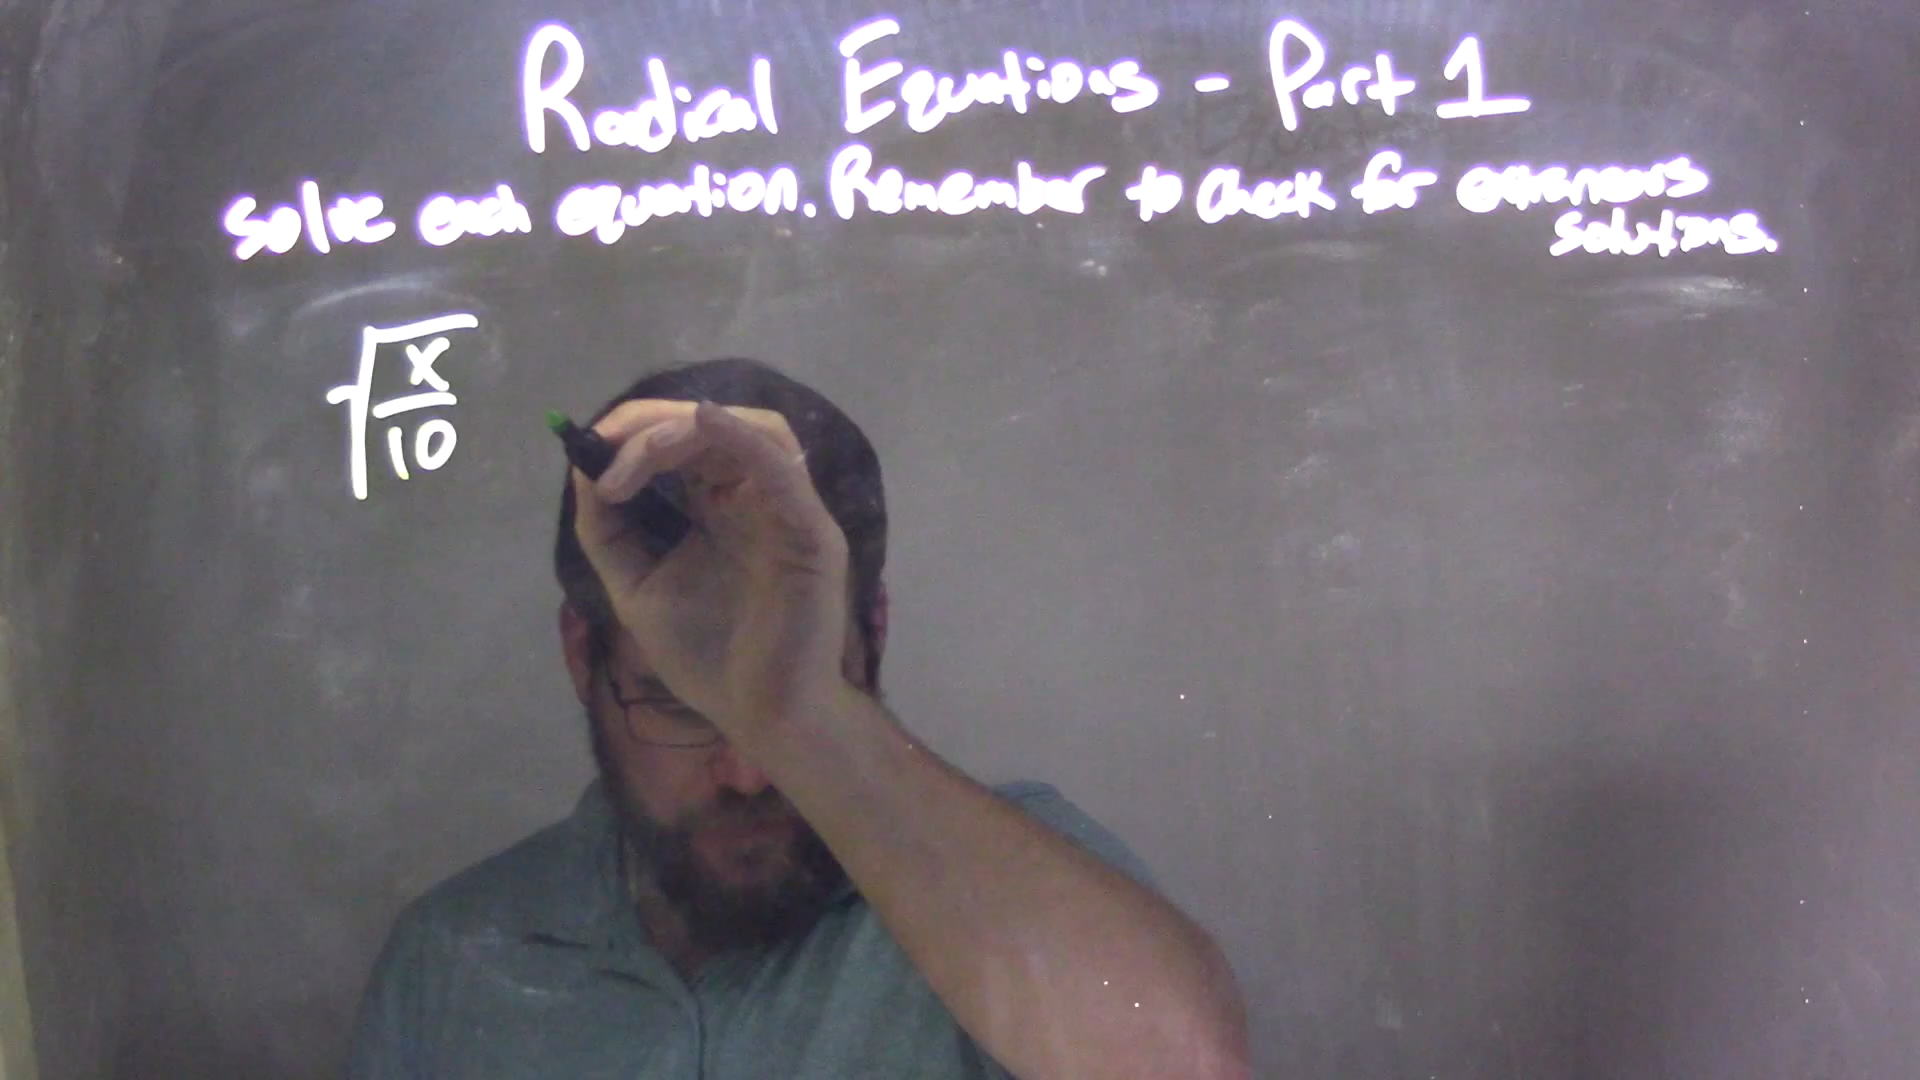 Radical Equations - Part 1
Solve each equation. Remember to check for extraneous
solutions.
√(x/10)